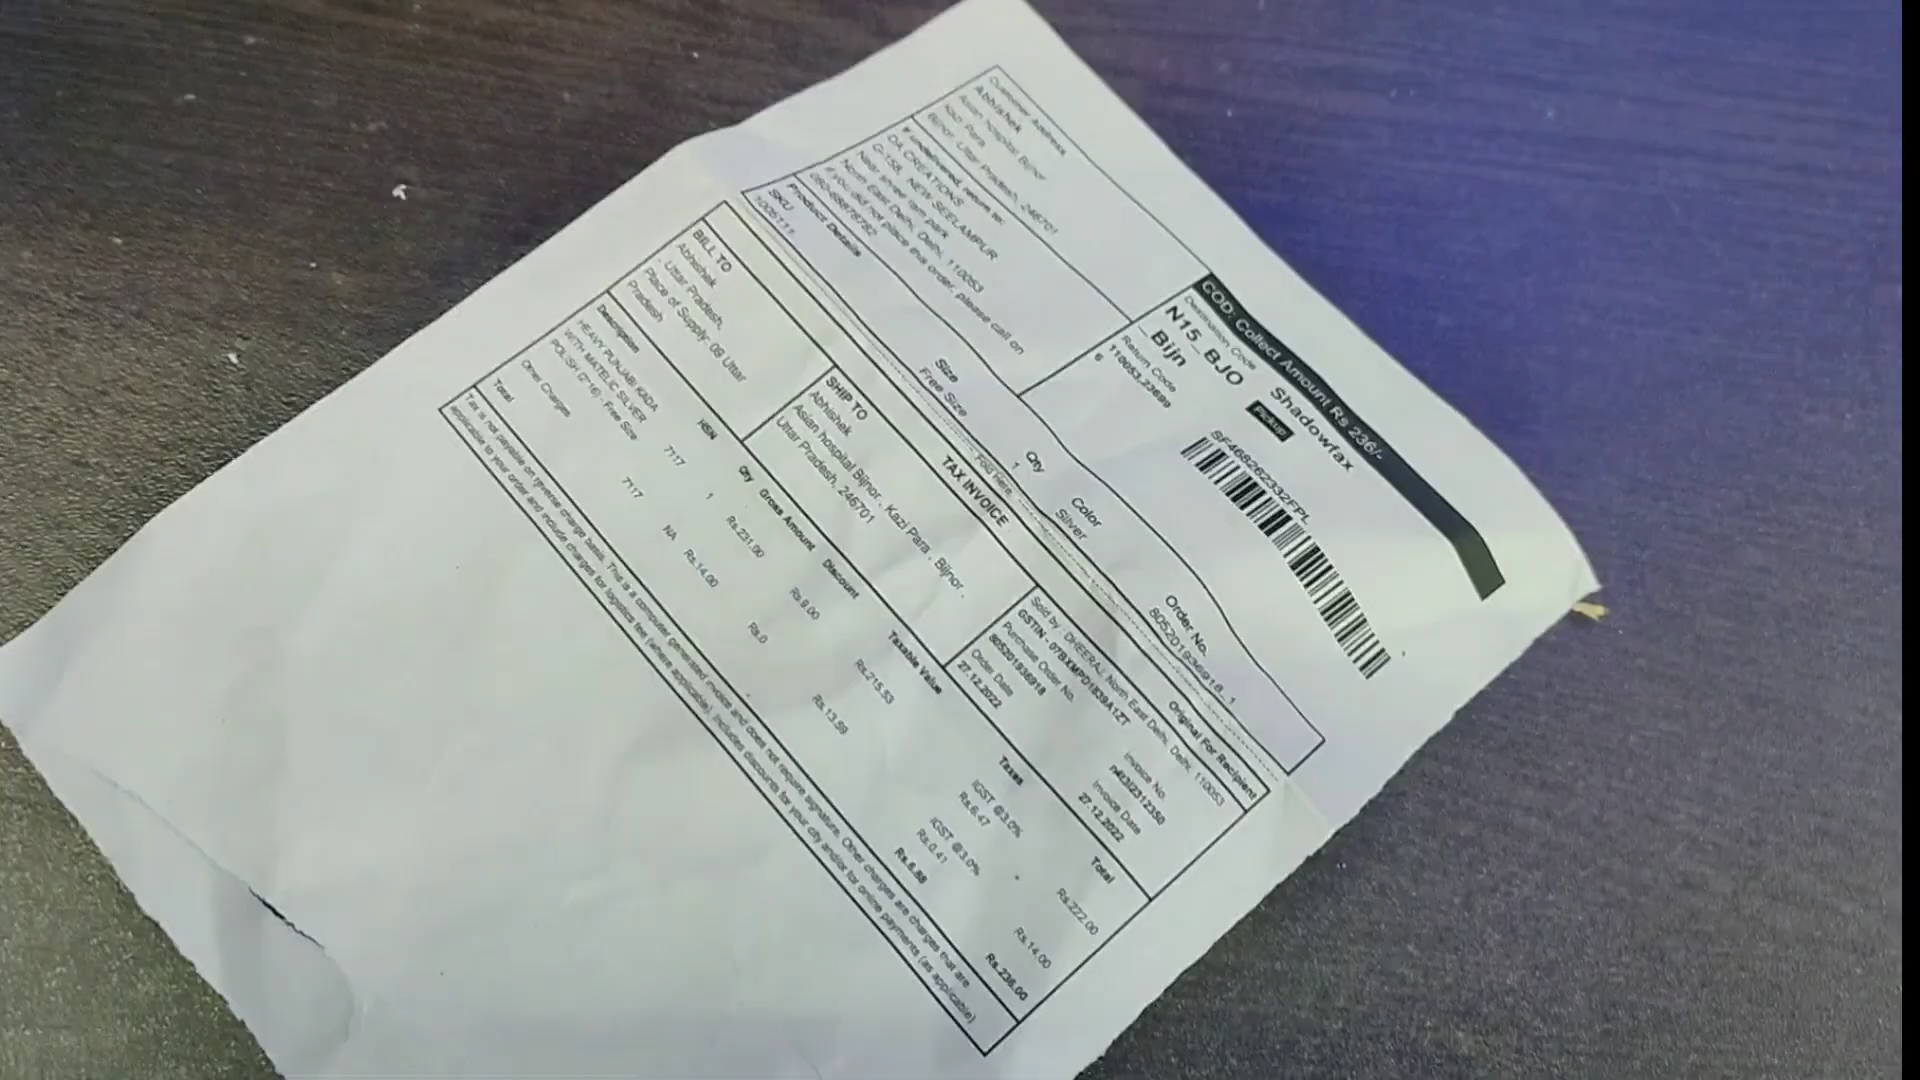 Customer Address
Abhishek
Asian hospital Bijnor
Kazi Para
Bijnor, Uttar Pradesh, 246701
If undelivered, return to:
DA CREATIONS
G-158, NEW SEELAMPUR
Near shree ram park
North East Delhi, Delhi, 110053
If you did not place this order, please call on
COD: Collect Amount Rs 236/-
Destination Code
N15_BJO
_Bijn
Return Code
110053,23699
6
Shadowfax
Pickup
SF468262332FPL
Product Details
SKU Size Qty Color Order No.
Free Size 1 Silver 805201936918_1
Fold Here
TAX INVOICE Original For Recipient
BILL TO
Abhishek
, Uttar Pradesh,
Place of Supply: 09 Uttar
Pradesh
SHIP TO
Abhishek
Asian hospital Bijnor, Kazi Para , Bijnor ,
Uttar Pradesh, 246701
Sold by : DHEERAJ, North East Delhi, Delhi, 110053
GSTIN - 07BXMPD1839A1ZT
Purchase Order No. Invoice No.
805201936918
Order Date Invoice Date
27.12.2022 27.12.2022
Description HSN Qty Gross Amount Discount Taxable Value Taxes Total
HEAVY PUNJABI KADA
WITH MATELIC SILVER
POLISH (2*16) - Free Size
7117 1 Rs.231.00 Rs.9.00 Rs.215.53 IGST @3.0%
Rs.6.47 Rs.222.00
Other Charges 7117 NA Rs.14.00 Rs.0 Rs.13.59 IGST @3.0%
Rs.0.41 Rs.14.00
Total Rs.6.88 Rs.236.00
Tax is not payable on reverse charge basis. This is a computer generated invoice and does not require signature. Other charges are charges that are
applicable to your order and include charges for logistics fee (where applicable). Includes discounts for your city and/or for online payments (as applicable)